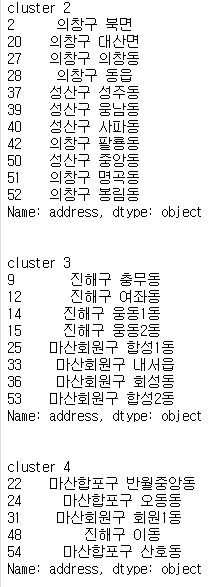 cluster 2
2 의창구 북면
20 의창구 대산면
27 의창구 의창동
28 의창구 동읍
37 성산구 성주동
39 성산구 웅남동
40 성산구 사파동
42 의창구 팔룡동
50 성산구 중앙동
51 의창구 명곡동
52 의창구 봉림동
Name: address, dtype: object
cluster 3
9 진해구 충무동
12 진해구 여좌동
14 진해구 웅동1동
15 진해구 웅동2동
25 마산회원구 합성1동
33 마산회원구 내서읍
36 마산회원구 회성동
53 마산회원구 합성2동
Name: address, dtype: object
cluster 4
22 마산합포구 반월중앙동
24 마산합포구 오동동
31 마산회원구 회원1동
48 진해구 이동
54 마산합포구 산호동
Name: address, dtype: object